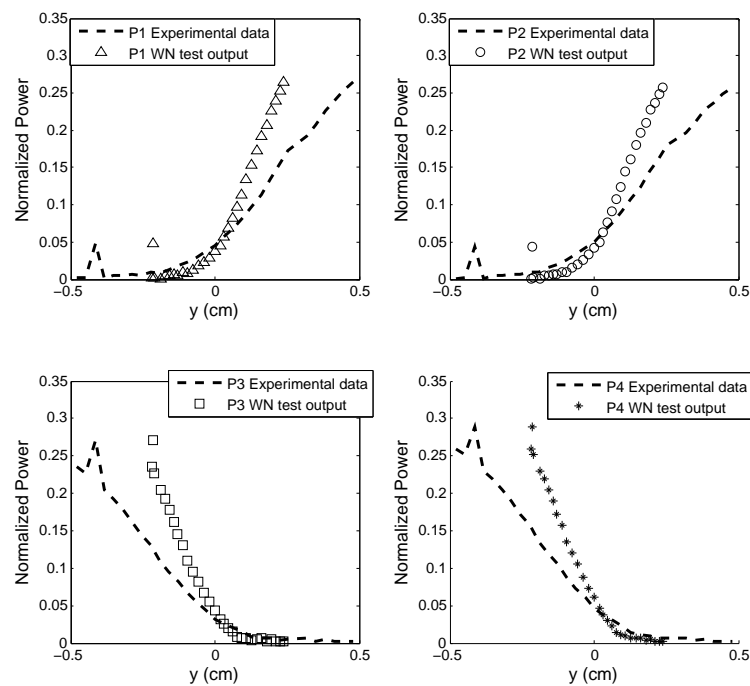 P1 Experimental data
P1 WN test output
0.35
0.3
0.25
0.2
0.15
0.1
0.05
0
Normalized Power
−0.5 0 0.5
y (cm)
P2 Experimental data
P2 WN test output
0.35
0.3
0.25
0.2
0.15
0.1
0.05
0
Normalized Power
−0.5 0 0.5
y (cm)
P3 Experimental data
P3 WN test output
0.35
0.3
0.25
0.2
0.15
0.1
0.05
0
Normalized Power
−0.5 0 0.5
y (cm)
P4 Experimental data
P4 WN test output
0.35
0.3
0.25
0.2
0.15
0.1
0.05
0
Normalized Power
−0.5 0 0.5
y (cm)